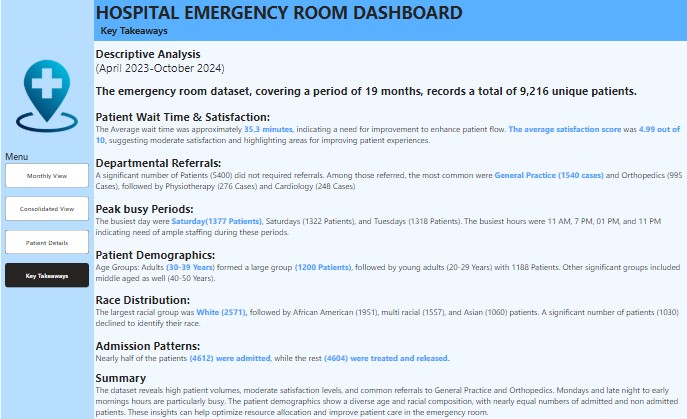 HOSPITAL EMERGENCY ROOM DASHBOARD
Key Takeaways
Descriptive Analysis
(April 2023-October 2024)
The emergency room dataset, covering a period of 19 months, records a total of 9,216 unique patients.
Patient Wait Time & Satisfaction:
The Average wait time was approximately 35.3 minutes, indicating a need for improvement to enhance patient flow. The average satisfaction score was 4.99 out of
10, suggesting moderate satisfaction and highlighting areas for improving patient experiences.
Menu
Monthly View
Consolidated View
Patient Details
Key Takeaways
Departmental Referrals:
A significant number of Patients (5400) did not required referrals. Among those referred, the most common were General Practice (1540 cases) and Orthopedics (995
Cases), followed by Physiotherapy (276 Cases) and Cardiology (248 Cases)
Peak busy Periods:
The busiest day were Saturday(1377 Patients), Saturdays (1322 Patients), and Tuesdays (1318 Patients). The busiest hours were 11 AM, 7 PM, 01 PM, and 11 PM
indicating need of ample staffing during these periods.
Patient Demographics:
Age Groups: Adults (30-39 Years) formed a large group (1200 Patients), followed by young adults (20-29 Years) with 1188 Patients. Other significant groups included
middle aged as well (40-50 Years).
Race Distribution:
The largest racial group was White (2571), followed by African American (1951), multi racial (1557), and Asian (1060) patients. A significant number of patients (1030)
declined to identify their race.
Admission Patterns:
Nearly half of the patients (4612) were admitted, while the rest (4604) were treated and released.
Summary
The dataset reveals high patient volumes, moderate satisfaction levels, and common referrals to General Practice and Orthopedics. Mondays and late night to early
mornings hours are particularly busy. The patient demographics show a diverse age and racial composition, with nearly equal numbers of admitted and non admitted
patients. These insights can help optimize resource allocation and improve patient care in the emergency room.